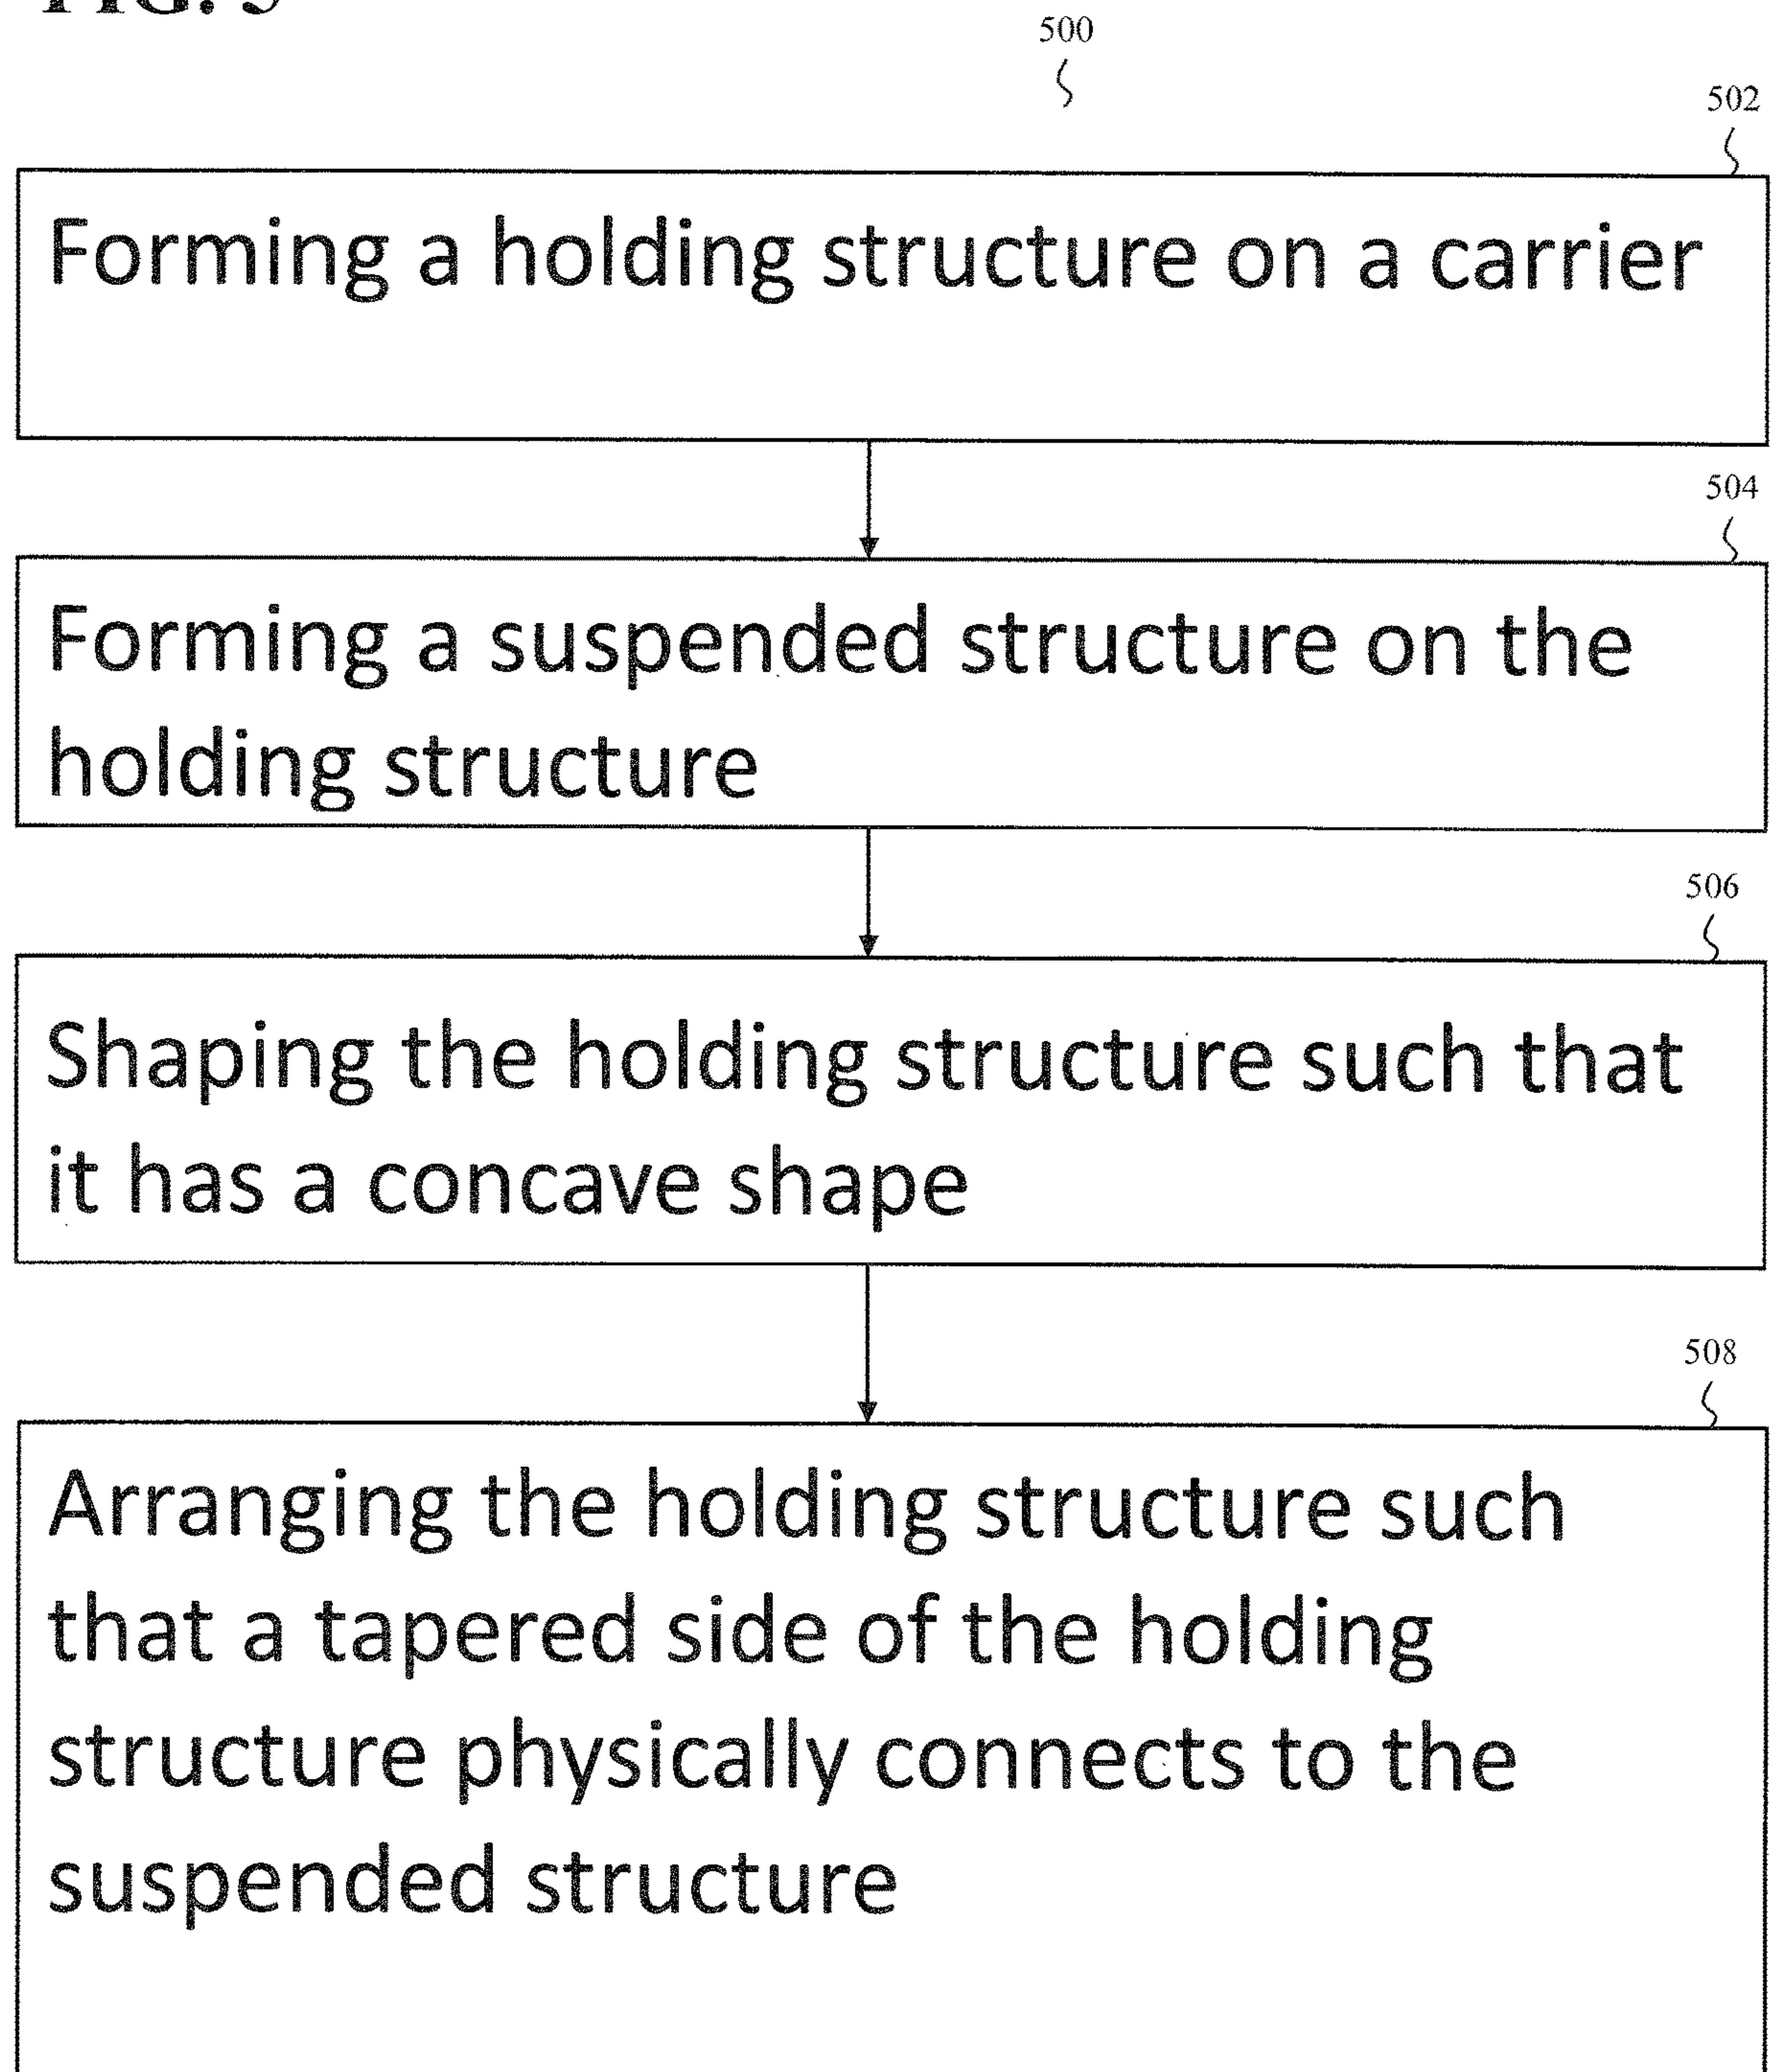 FIG. 5
500
502
Forming a holding structure on a carrier
504
Forming a suspended structure on the
holding structure
506
Shaping the holding structure such that
it has a concave shape
508
Arranging the holding structure such
that a tapered side of the holding
structure physically connects to the
suspended structure